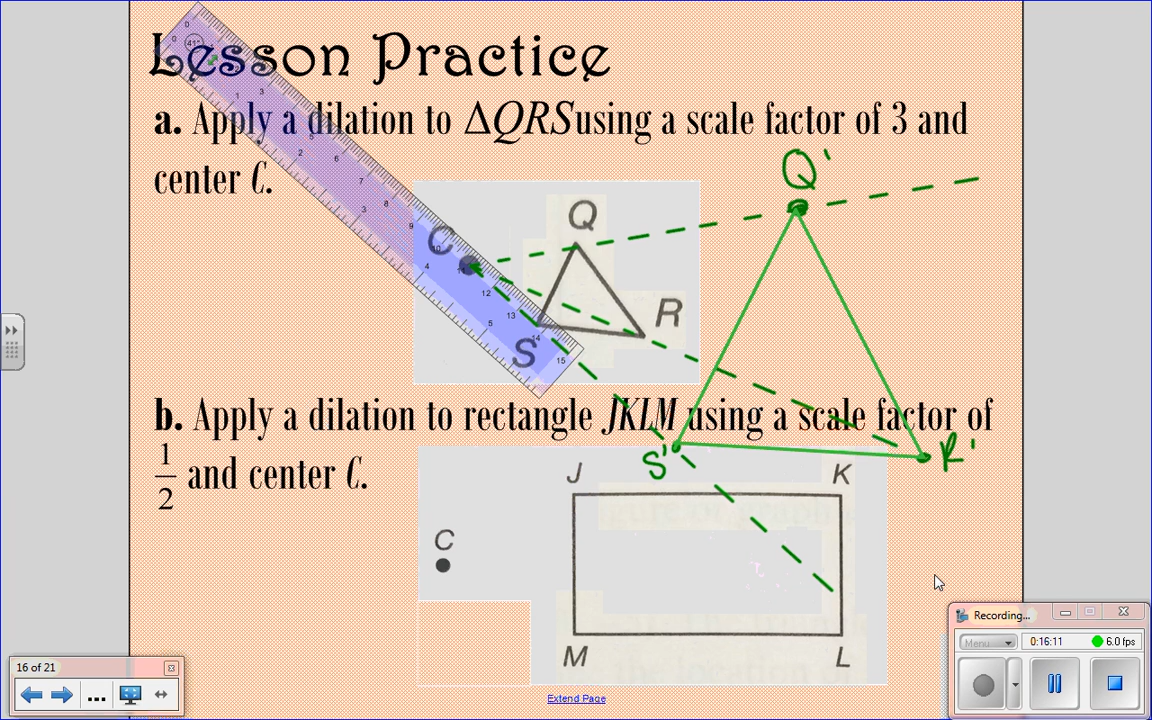 Lesson Practice
a. Apply a dilation to ΔQRS using a scale factor of 3 and
center C.
Q'
C
Q
R
S
b. Apply a dilation to rectangle JKLM using a scale factor of
1/2 and center C.
S'
R'
J
K
C
M
L
Extend Page
16 of 21
...
Recording...
Menu
0:16:11
6.0 fps